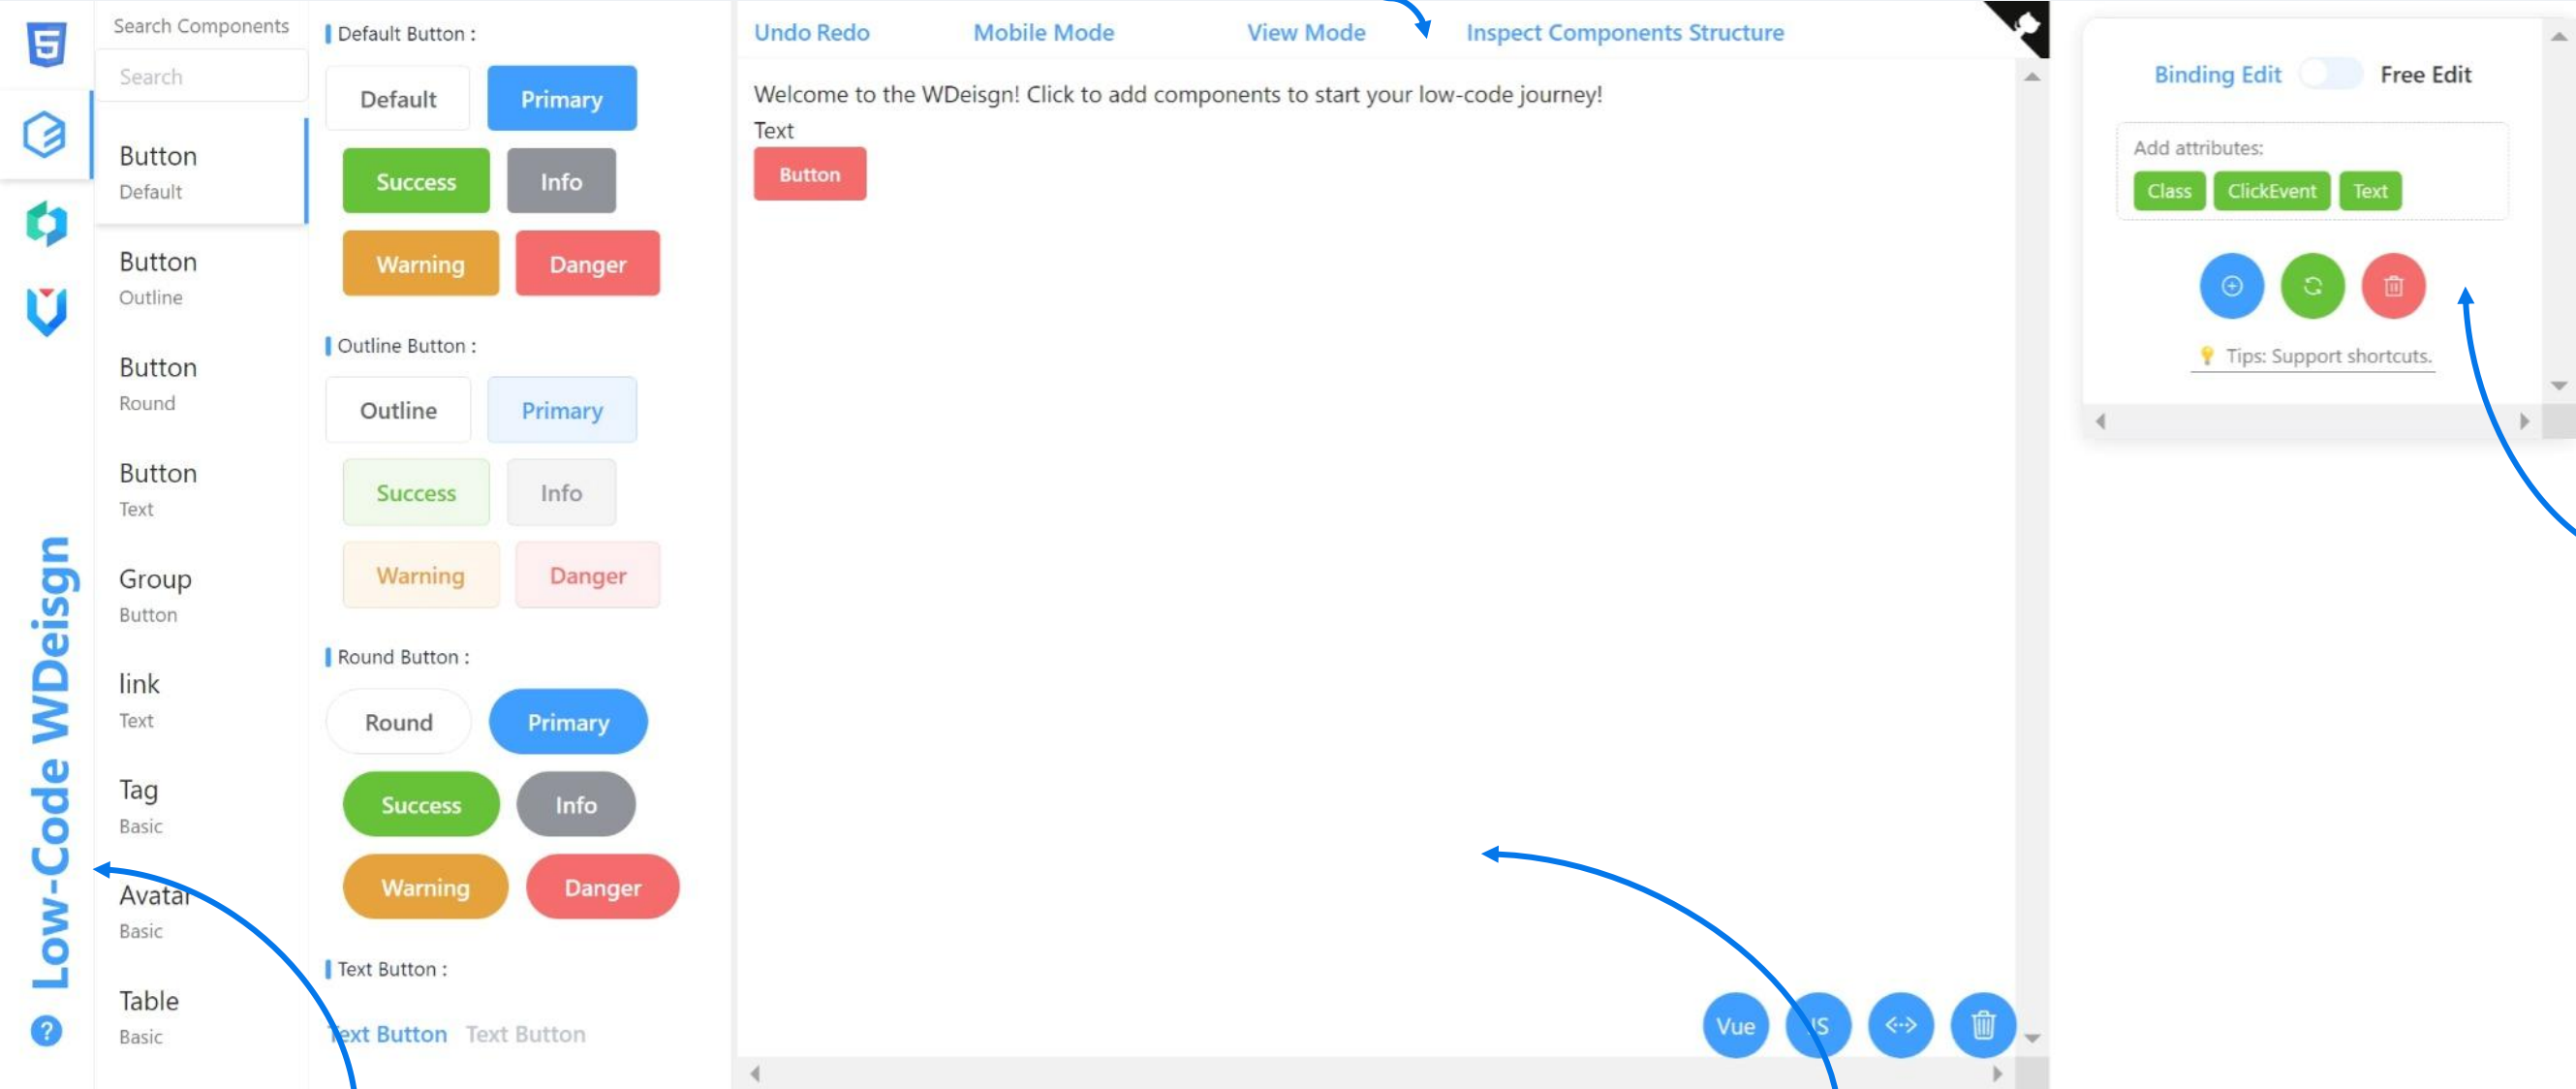 5
Low-Code WDeisgn
?
Search Components
Search
Button
Default
Button
Outline
Button
Round
Button
Text
Group
Button
link
Text
Tag
Basic
Avatar
Basic
Table
Basic
Default Button :
Default Primary
Success Info
Warning Danger
Outline Button :
Outline Primary
Success Info
Warning Danger
Round Button :
Round Primary
Success Info
Warning Danger
Text Button :
Text Button Text Button
Undo Redo Mobile Mode View Mode Inspect Components Structure
Welcome to the WDeisgn! Click to add components to start your low-code journey!
Text
Button
Vue JS
Binding Edit Free Edit
Add attributes:
Class ClickEvent Text
Tips: Support shortcuts.